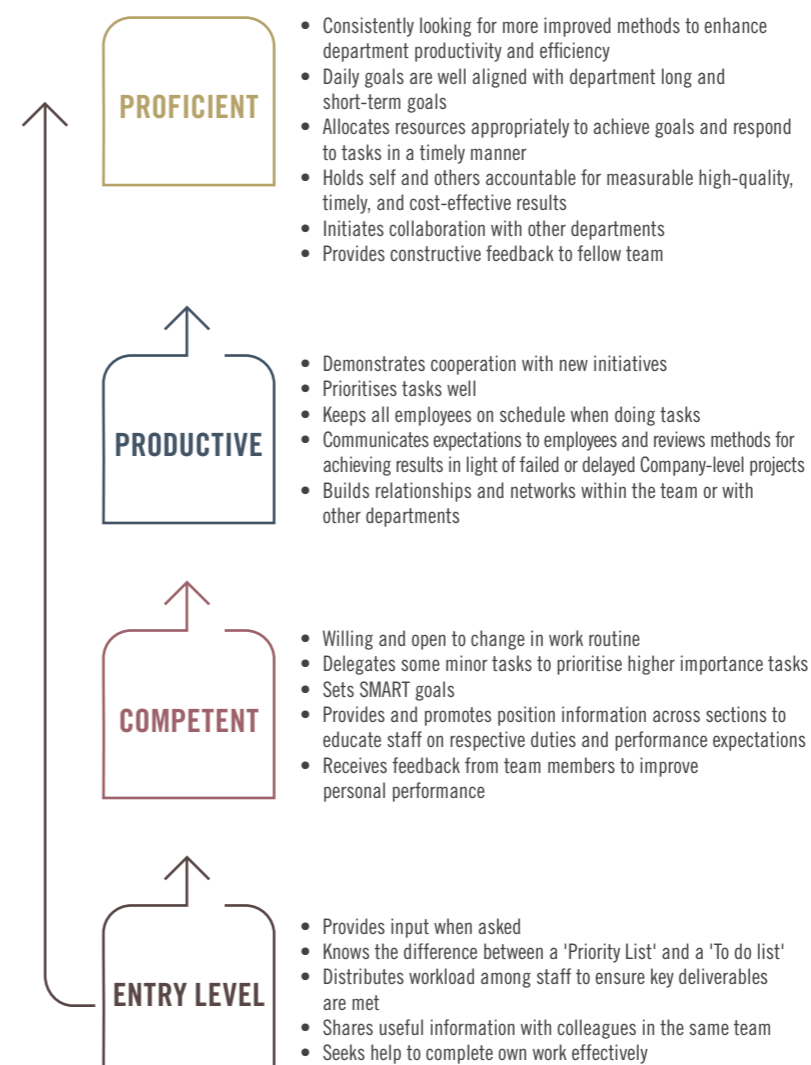 PROFICIENT
• Consistently looking for more improved methods to enhance
department productivity and efficiency
• Daily goals are well aligned with department long and
short-term goals
• Allocates resources appropriately to achieve goals and respond
to tasks in a timely manner
• Holds self and others accountable for measurable high-quality,
timely, and cost-effective results
• Initiates collaboration with other departments
• Provides constructive feedback to fellow team
PRODUCTIVE
• Demonstrates cooperation with new initiatives
• Prioritises tasks well
• Keeps all employees on schedule when doing tasks
• Communicates expectations to employees and reviews methods for
achieving results in light of failed or delayed Company-level projects
• Builds relationships and networks within the team or with
other departments
COMPETENT
• Willing and open to change in work routine
• Delegates some minor tasks to prioritise higher importance tasks
• Sets SMART goals
• Provides and promotes position information across sections to
educate staff on respective duties and performance expectations
• Receives feedback from team members to improve
personal performance
ENTRY LEVEL
• Provides input when asked
• Knows the difference between a 'Priority List' and a 'To do list'
• Distributes workload among staff to ensure key deliverables
are met
• Shares useful information with colleagues in the same team
• Seeks help to complete own work effectively